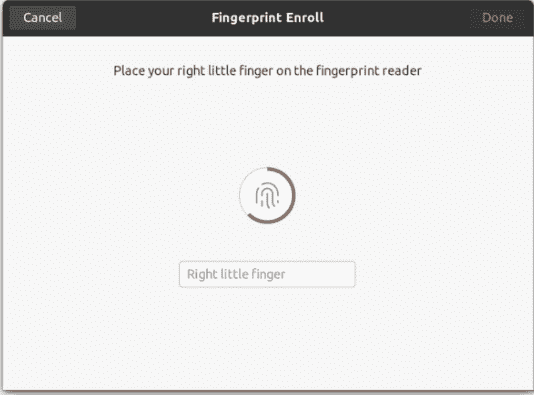 Cancel Fingerprint Enroll Done
Place your right little finger on the fingerprint reader
Right little finger